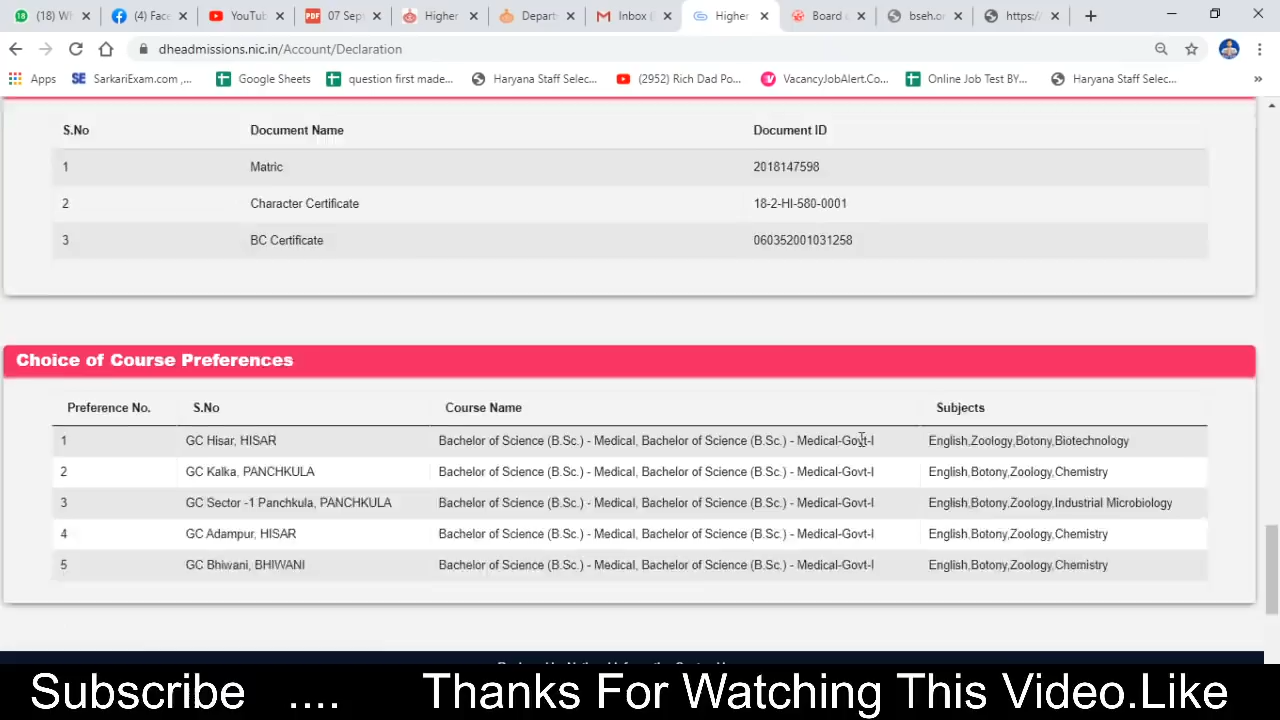 (18) W
(4) Face
YouTub
07 Sept
Higher
Depart
Inbox (
Higher
Board
bseh.or
https:/
dheadmissions.nic.in/Account/Declaration
Apps SarkariExam.com ,... Google Sheets question first made... Haryana Staff Selec... (2952) Rich Dad Po... VacancyJobAlert.Co... Online Job Test BY... Haryana Staff Selec... »
S.No Document Name Document ID
1 Matric 2018147598
2 Character Certificate 18-2-HI-580-0001
3 BC Certificate 060352001031258
Choice of Course Preferences
Preference No. S.No Course Name Subjects
1 GC Hisar, HISAR Bachelor of Science (B.Sc.) - Medical, Bachelor of Science (B.Sc.) - Medical-Govt-I English,Zoology,Botony,Biotechnology
2 GC Kalka, PANCHKULA Bachelor of Science (B.Sc.) - Medical, Bachelor of Science (B.Sc.) - Medical-Govt-I English,Botony,Zoology,Chemistry
3 GC Sector -1 Panchkula, PANCHKULA Bachelor of Science (B.Sc.) - Medical, Bachelor of Science (B.Sc.) - Medical-Govt-I English,Botony,Zoology,Industrial Microbiology
4 GC Adampur, HISAR Bachelor of Science (B.Sc.) - Medical, Bachelor of Science (B.Sc.) - Medical-Govt-I English,Botony,Zoology,Chemistry
5 GC Bhiwani, BHIWANI Bachelor of Science (B.Sc.) - Medical, Bachelor of Science (B.Sc.) - Medical-Govt-I English,Botony,Zoology,Chemistry
Subscribe .... Thanks For Watching This Video.Like